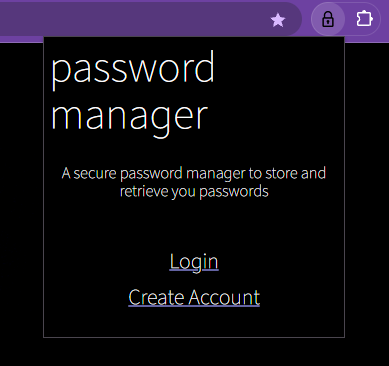 password
manager
A secure password manager to store and
retrieve you passwords
Login
Create Account